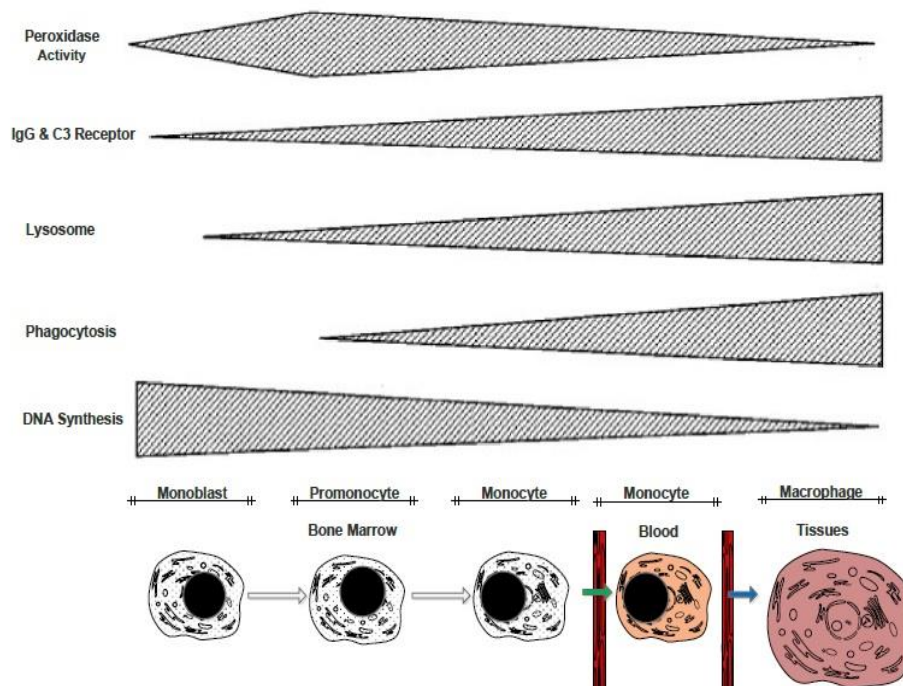 Peroxidase
Activity
IgG & C3 Receptor
Lysosome
Phagocytosis
DNA Synthesis
Monoblast Promonocyte Monocyte Monocyte Macrophage
Bone Marrow Blood Tissues